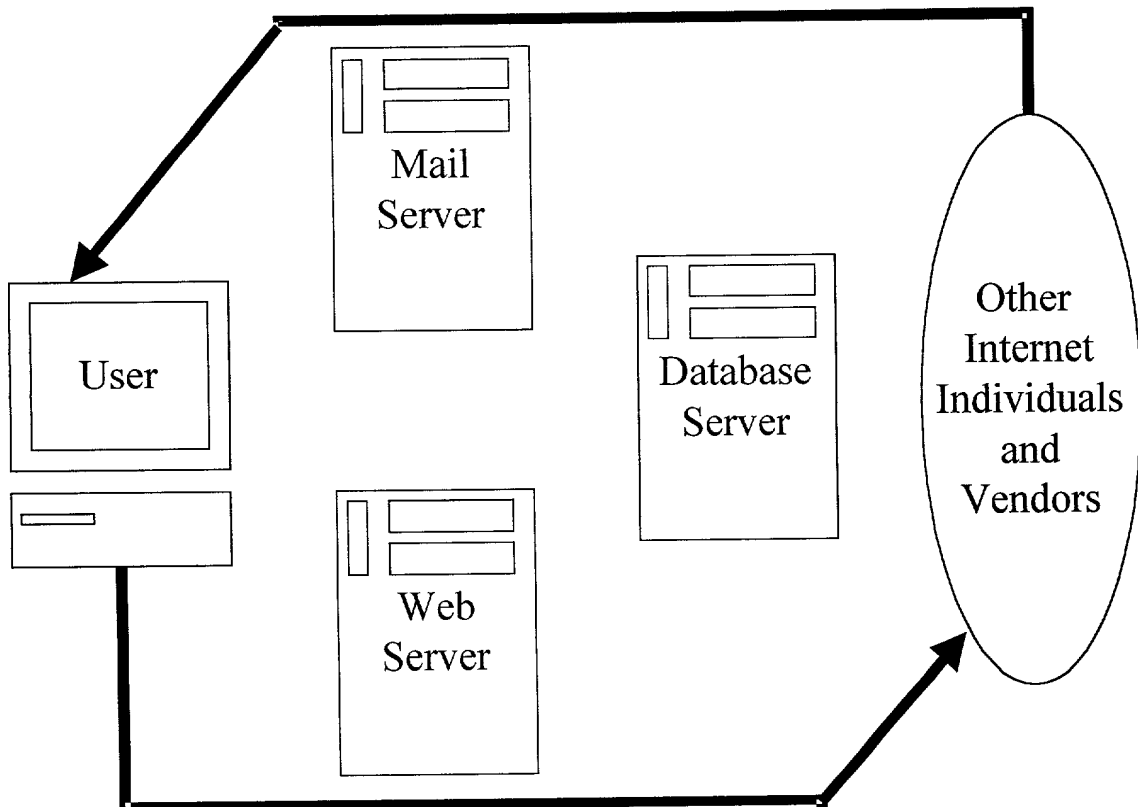 Mail
Server
User
Database
Server
Other
Internet
Individuals
and
Vendors
Web
Server